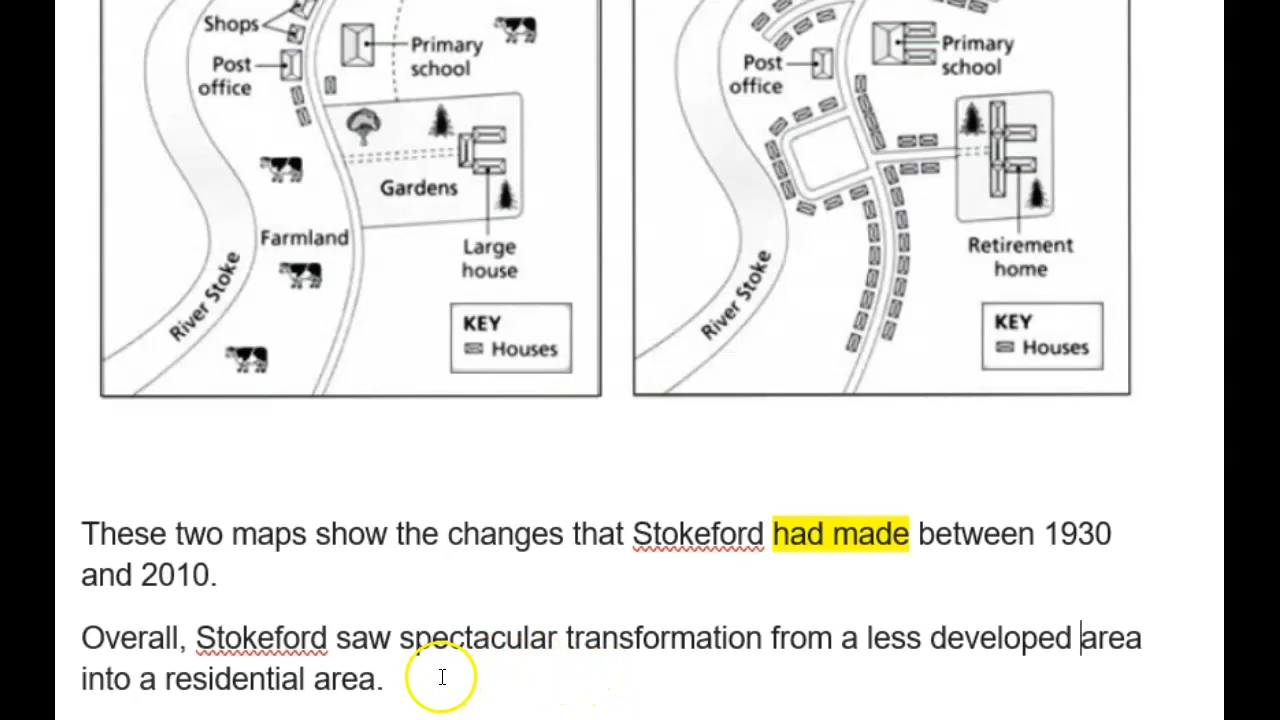 Shops
Post
office
Primary
school
Gardens
Farmland
Large
house
River Stoke
KEY
Houses
Post
office
Primary
school
Retirement
home
River Stoke
KEY
Houses
These two maps show the changes that Stokeford had made between 1930
and 2010.
Overall, Stokeford saw spectacular transformation from a less developed area
into a residential area.